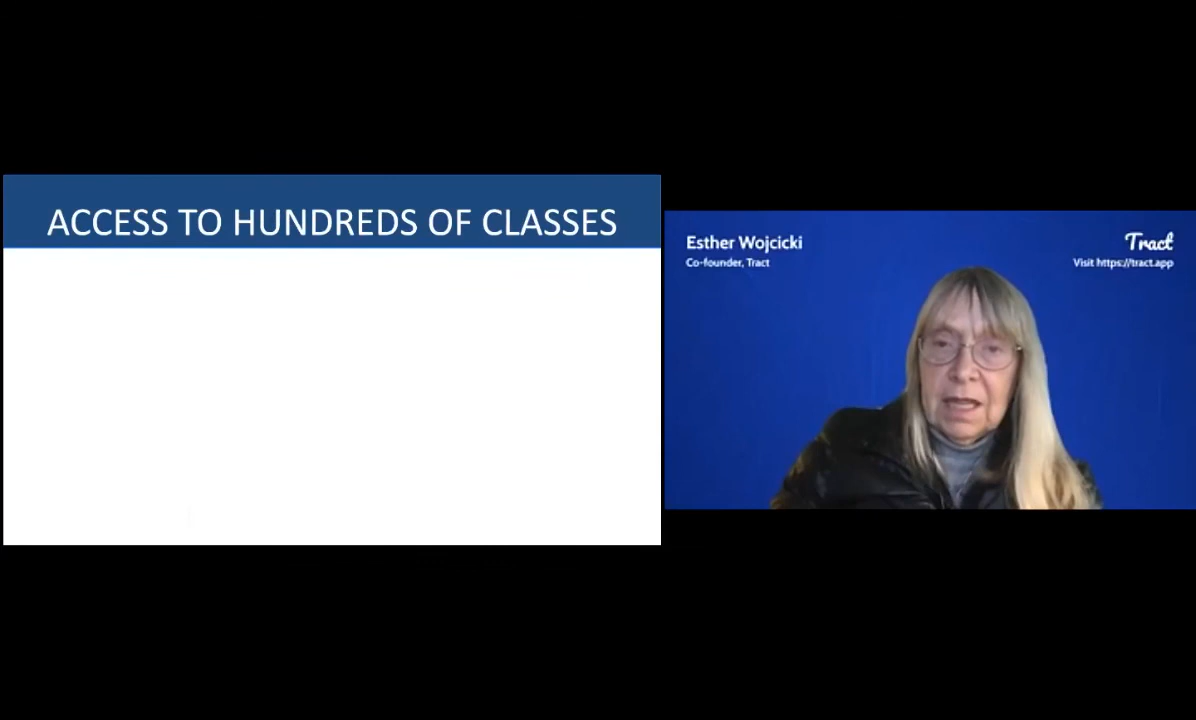 ACCESS TO HUNDREDS OF CLASSES
Esther Wojcicki
Co-founder, Tract
Tract
Visit https://tract.app